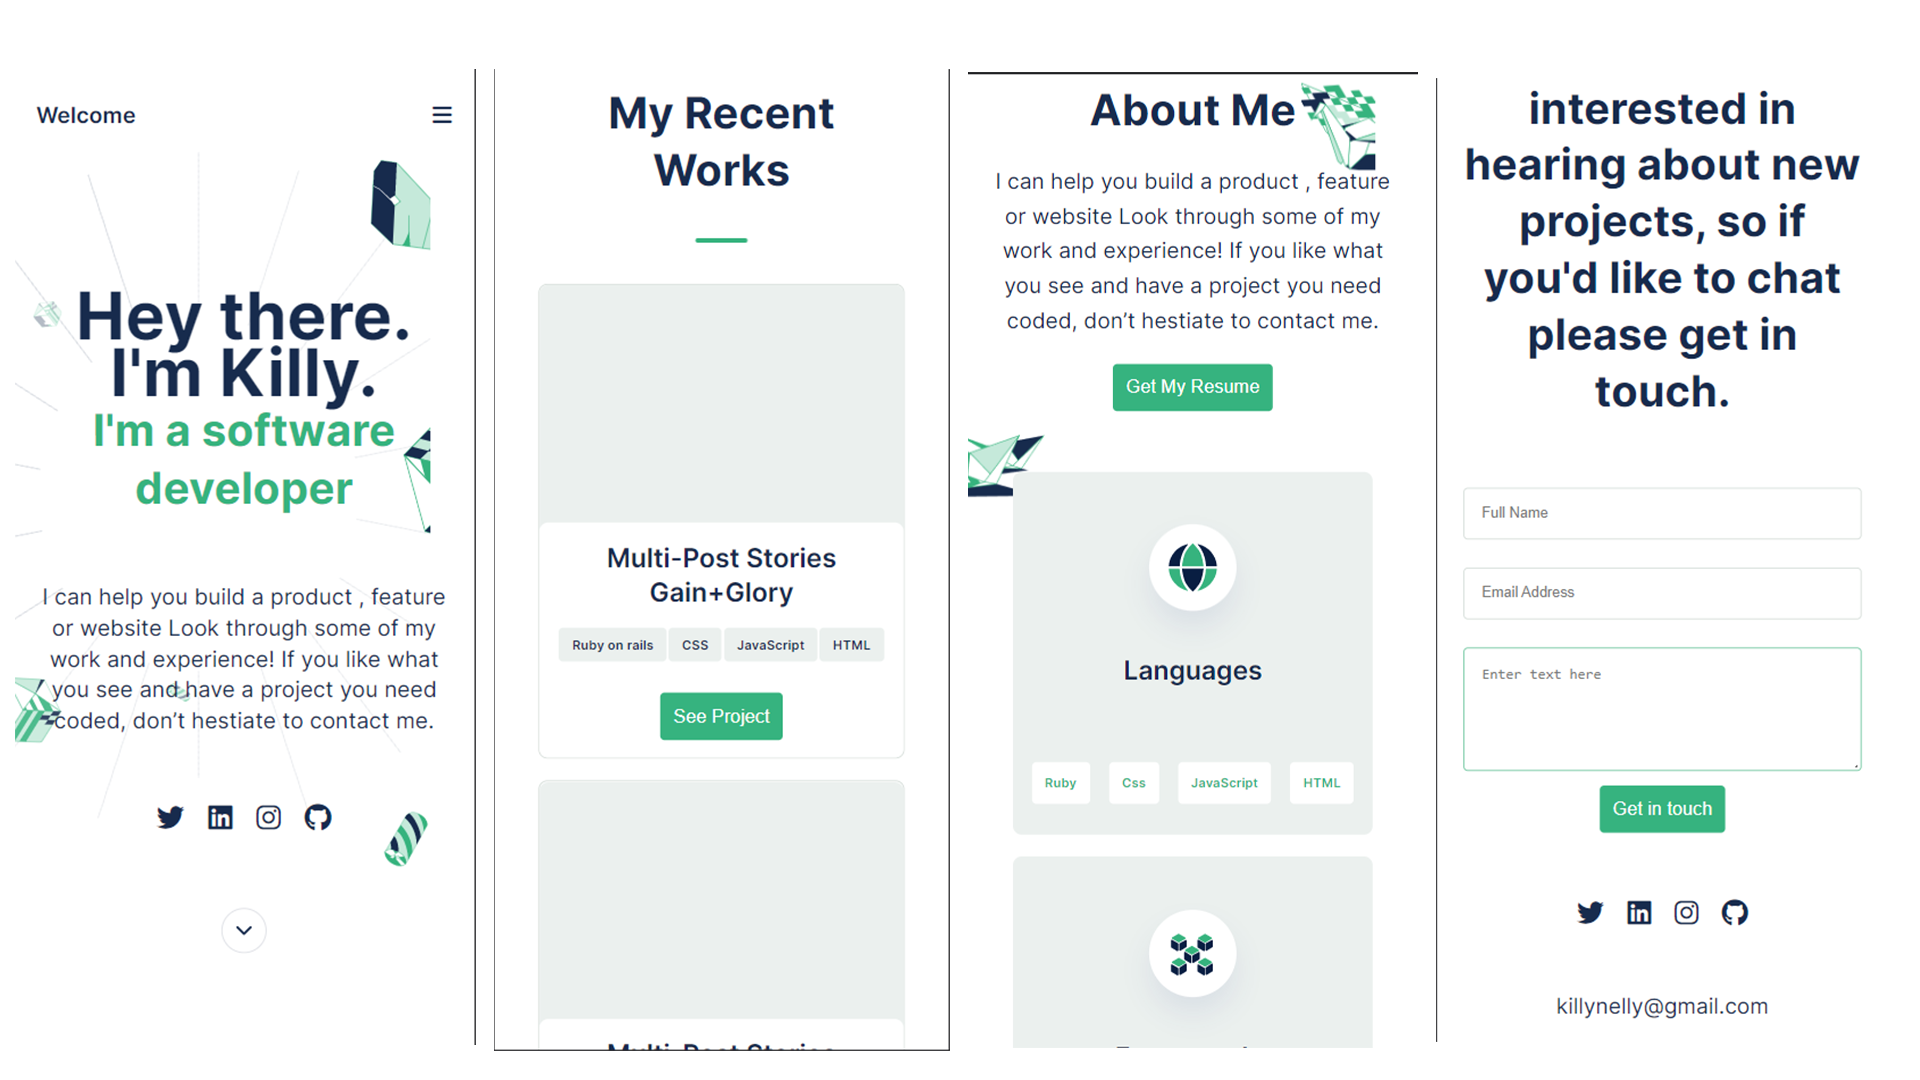 Welcome
Hey there.
I'm Killy.
I'm a software
developer
I can help you build a product , feature
or website Look through some of my
work and experience! If you like what
you see and have a project you need
coded, don’t hestiate to contact me.
My Recent
Works
Multi-Post Stories
Gain+Glory
Ruby on rails CSS JavaScript HTML
See Project
Multi-Post Stories
About Me
I can help you build a product , feature
or website Look through some of my
work and experience! If you like what
you see and have a project you need
coded, don’t hestiate to contact me.
Get My Resume
Languages
Ruby Css JavaScript HTML
interested in
hearing about new
projects, so if
you'd like to chat
please get in
touch.
Full Name
Email Address
Enter text here
Get in touch
killynelly@gmail.com